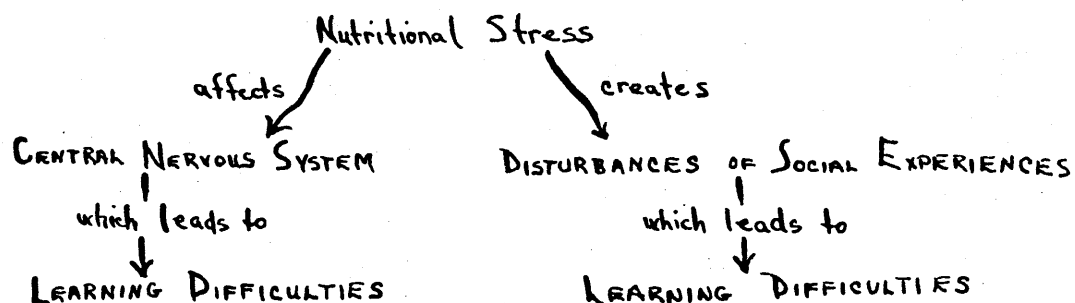 Nutritional Stress
affects creates
CENTRAL NERVOUS SYSTEM DISTURBANCES OF SOCIAL EXPERIENCES
which leads to which leads to
LEARNING DIFFICULTIES LEARNING DIFFICULTIES